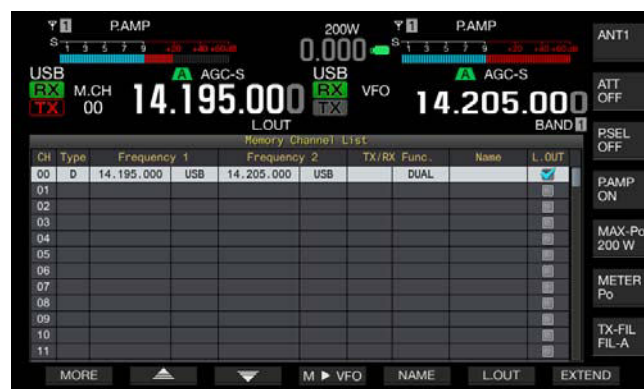 1 P.AMP 200W 1 P.AMP ANT1
S 1 3 5 7 9 +20 +40 +60dB 0.000 S 1 3 5 7 9 +20 +40 +60dB
USB A AGC-S USB A AGC-S ATT
RX M.CH 14.195.000 RX VFO 14.205.000 OFF
TX 00 TX
L.OUT BAND 1 P.SEL
Memory Channel List OFF
CH Type Frequency 1 Frequency 2 TX/RX Func. Name L.OUT
00 D 14.195.000 USB 14.205.000 USB DUAL P.AMP
01 ON
02
03
04 MAX-Po
05 200 W
06
07 METER
08 Po
09
10 TX-FIL
11 FIL-A
MORE M ▶ VFO NAME L.OUT EXTEND